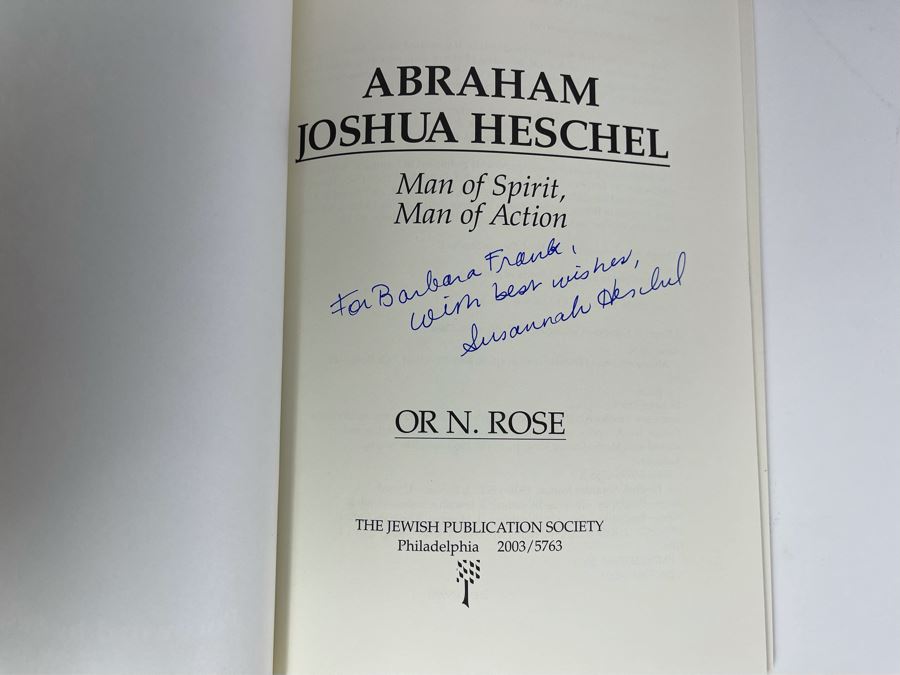 ABRAHAM
JOSHUA HESCHEL
Man of Spirit,
Man of Action
For Barbara Frank,
with best wishes,
Susannah Heschel
OR N. ROSE
THE JEWISH PUBLICATION SOCIETY
Philadelphia 2003/5763